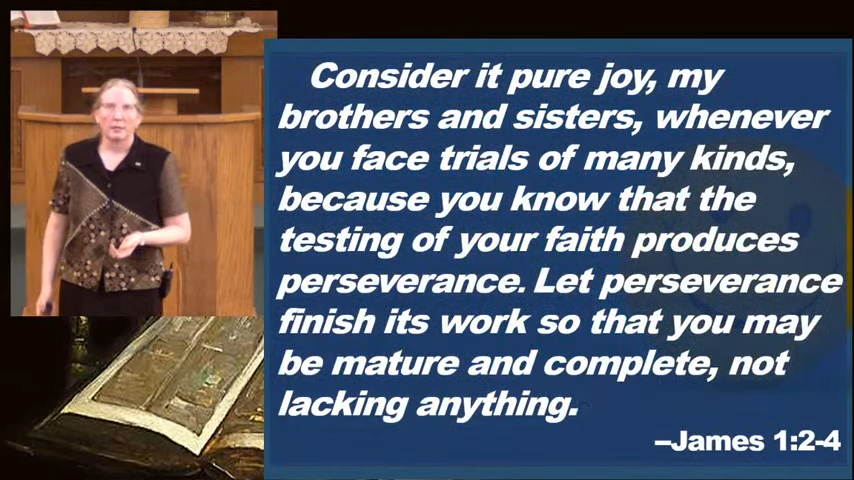 Consider it pure joy, my
brothers and sisters, whenever
you face trials of many kinds,
because you know that the
testing of your faith produces
perseverance. Let perseverance
finish its work so that you may
be mature and complete, not
lacking anything.
–James 1:2-4